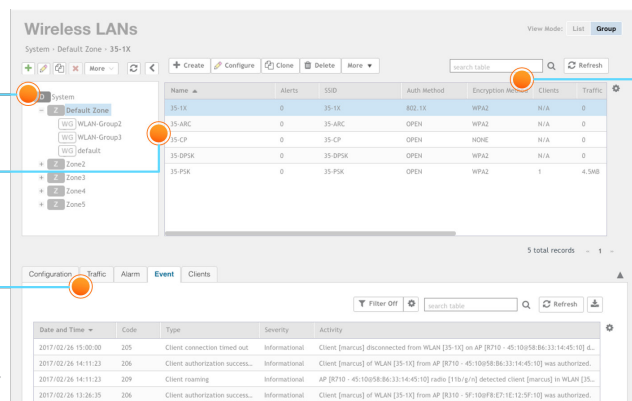 Wireless LANs
View Mode: List Group
System › Default Zone › 35-1X
More
Create Configure Clone Delete More
search table
Refresh
D System
Z Default Zone
WG WLAN-Group2
WG WLAN-Group3
WG default
Z Zone2
Z Zone3
Z Zone4
Z Zone5
Name Alerts SSID Auth Method Encryption Method Clients Traffic
35-1X 0 35-1X 802.1X WPA2 N/A 0
35-ARC 0 35-ARC OPEN WPA2 N/A 0
35-CP 0 35-CP OPEN NONE N/A 0
35-DPSK 0 35-DPSK OPEN WPA2 N/A 0
35-PSK 0 35-PSK OPEN WPA2 1 4.5MB
5 total records 1
Configuration Traffic Alarm Event Clients
Filter Off search table Refresh
Date and Time Code Type Severity Activity
2017/02/26 15:00:00 205 Client connection timed out Informational Client [marcus] disconnected from WLAN [35-1X] on AP [R710 - 45:10@58:B6:33:14:45:10] d...
2017/02/26 14:11:23 206 Client authorization success... Informational Client [marcus] of WLAN [35-1X] from AP [R710 - 45:10@58:B6:33:14:45:10] was authorized.
2017/02/26 14:11:23 209 Client roaming Informational AP [R710 - 45:10@58:B6:33:14:45:10] radio [11b/g/n] detected client [marcus] in WLAN [35...
2017/02/26 13:26:35 206 Client authorization success... Informational Client [marcus] of WLAN [35-1X] from AP [R310 - 5F:10@F8:E7:1E:12:5F:10] was authorized.